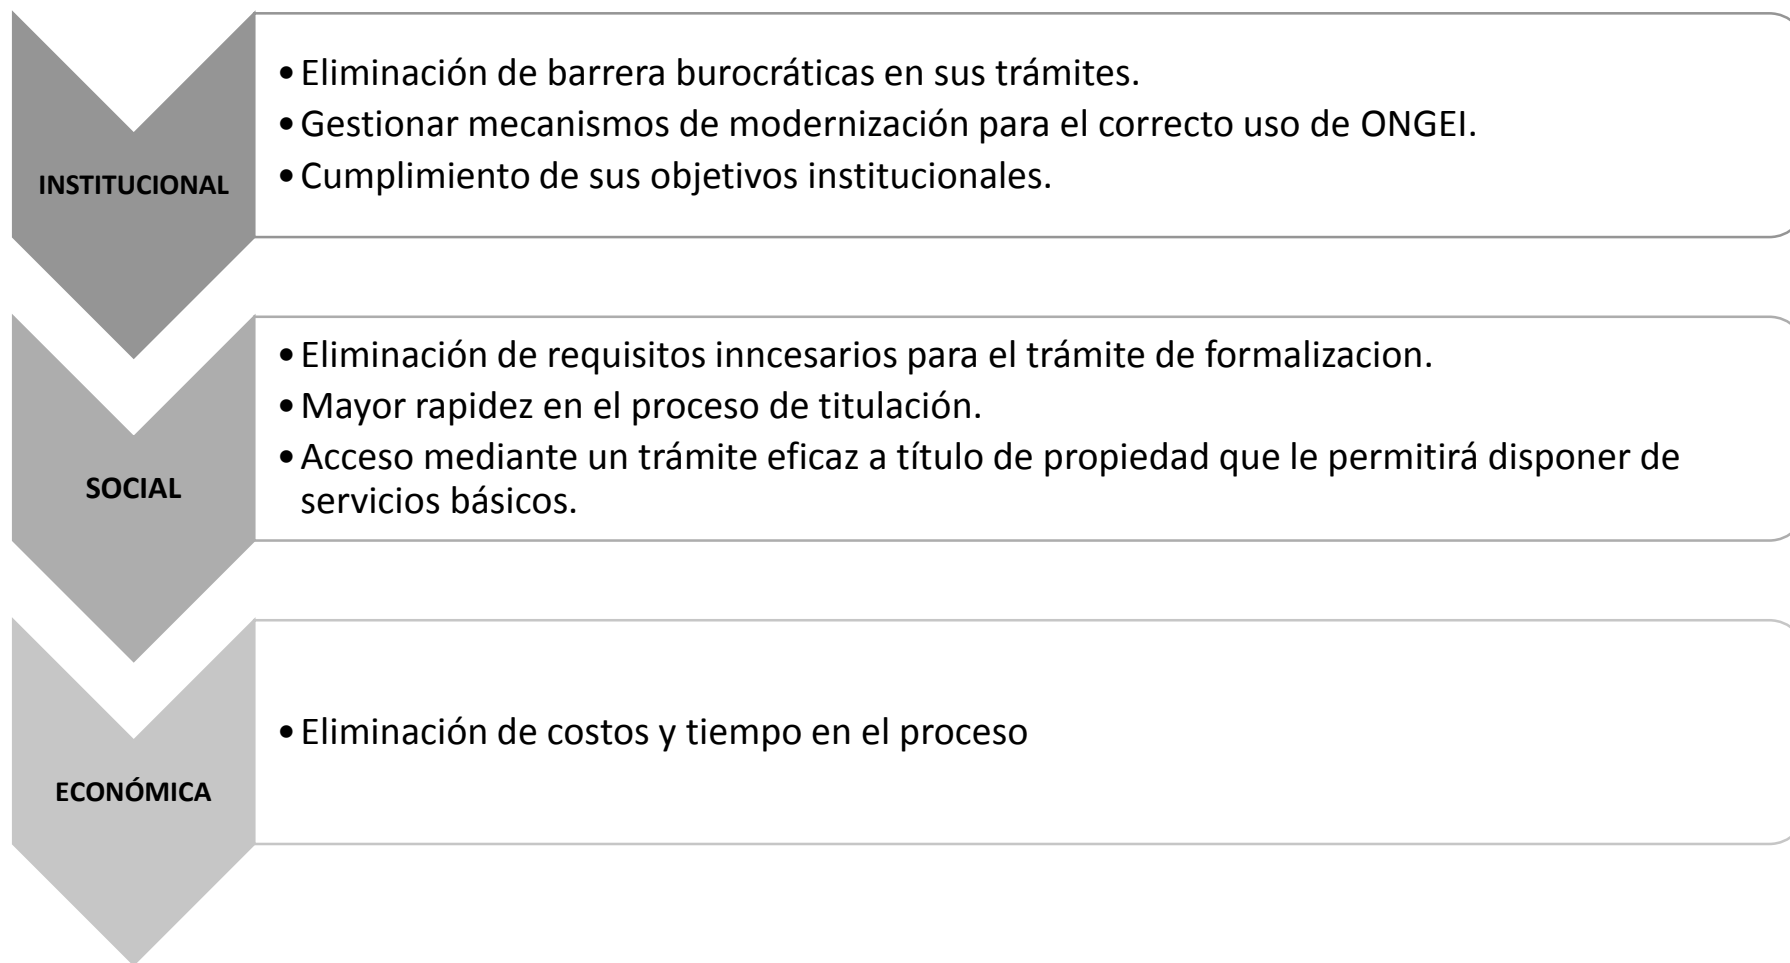 INSTITUCIONAL
•Eliminación de barrera burocráticas en sus trámites.
•Gestionar mecanismos de modernización para el correcto uso de ONGEI.
•Cumplimiento de sus objetivos institucionales.
SOCIAL
•Eliminación de requisitos inncesarios para el trámite de formalizacion.
•Mayor rapidez en el proceso de titulación.
•Acceso mediante un trámite eficaz a título de propiedad que le permitirá disponer de
servicios básicos.
ECONÓMICA
•Eliminación de costos y tiempo en el proceso